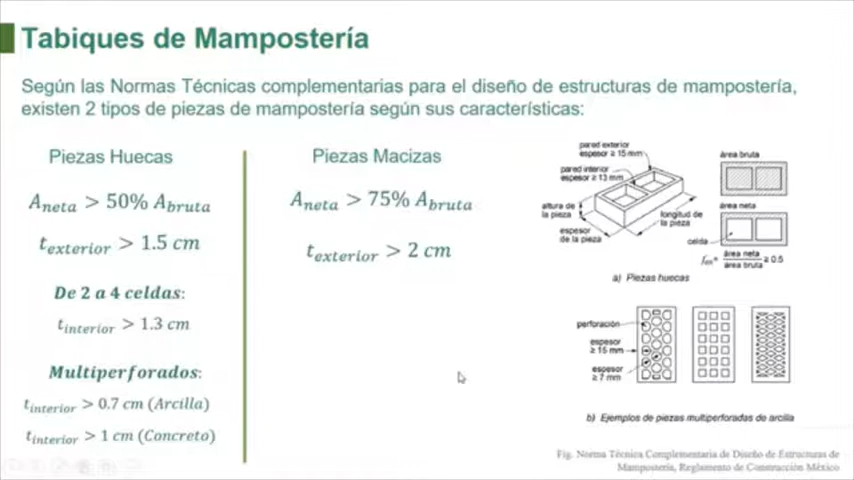 Tabiques de Mampostería
Según las Normas Técnicas complementarias para el diseño de estructuras de mampostería,
existen 2 tipos de piezas de mampostería según sus características:
Piezas Huecas
A_neta > 50% A_bruta
t_exterior > 1.5 cm
De 2 a 4 celdas:
t_interior > 1.3 cm
Multiperforados:
t_interior > 0.7 cm (Arcilla)
t_interior > 1 cm (Concreto)
Piezas Macizas
A_neta > 75% A_bruta
t_exterior > 2 cm
pared exterior
espesor ≥ 15 mm
pared interior
espesor ≥ 13 mm
altura de
la pieza
espesor
de la pieza
longitud de
la pieza
área bruta
área neta
celda
área neta
área bruta
≥ 0.5
a) Piezas huecas
perforación
espesor
≥ 15 mm
espesor
≥ 7 mm
b) Ejemplos de piezas multiperforadas de arcilla
Fig. Norma Técnica Complementaria de Diseño de Estructuras de
Mampostería, Reglamento de Construcción México